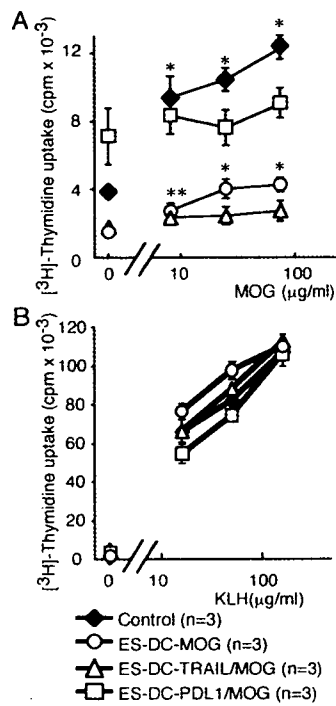 A
[³H]-Thymidine uptake (cpm x 10⁻³)
12
8
4
0
*
*
*
**
*
*
0
10
100
MOG (µg/ml)
B
[³H]-Thymidine uptake (cpm x 10⁻³)
120
100
80
60
40
20
0
0
10
100
KLH(µg/ml)
Control (n=3)
ES-DC-MOG (n=3)
ES-DC-TRAIL/MOG (n=3)
ES-DC-PDL1/MOG (n=3)